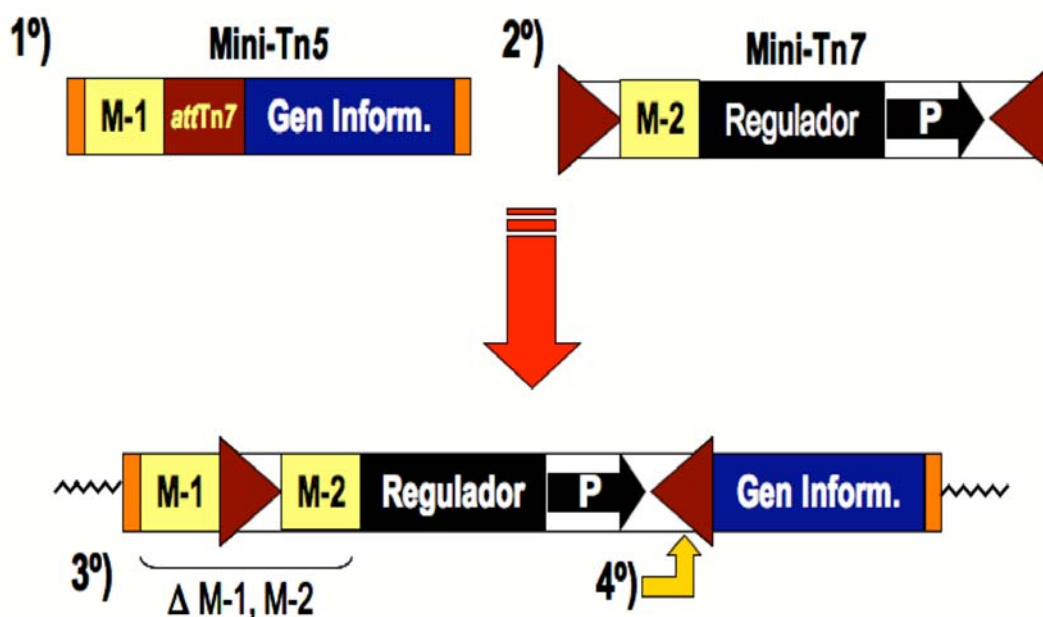 1º) Mini-Tn5
M-1 attTn7 Gen Inform.
2º) Mini-Tn7
M-2 Regulador P
M-1 M-2 Regulador P Gen Inform.
3º) Δ M-1, M-2
4º)